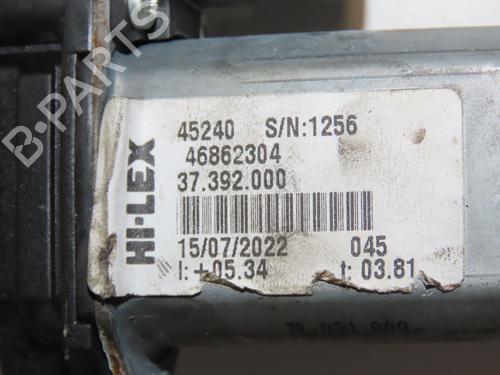 45240 S/N:1256
46862304
37.392.000
HI-LEX
15/07/2022 045
I:+05.34 t: 03.81
B-PARTS